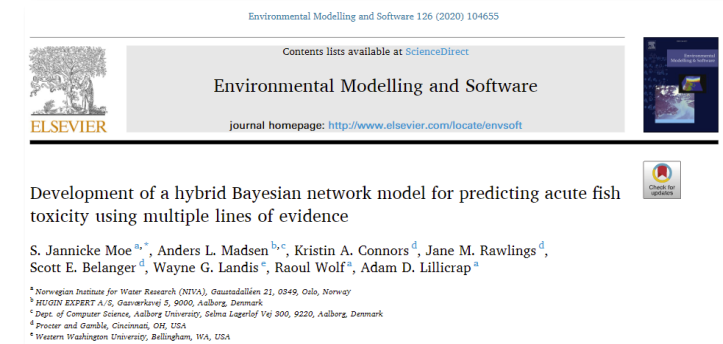 Environmental Modelling and Software 126 (2020) 104655
Contents lists available at ScienceDirect
Environmental Modelling and Software
journal homepage: http://www.elsevier.com/locate/envsoft
ELSEVIER
Environmental
Modelling & Software
Check for
updates
Development of a hybrid Bayesian network model for predicting acute fish
toxicity using multiple lines of evidence
S. Jannicke Moe a,*, Anders L. Madsen b,c, Kristin A. Connors d, Jane M. Rawlings d,
Scott E. Belanger d, Wayne G. Landis e, Raoul Wolf a, Adam D. Lillicrap a
a Norwegian Institute for Water Research (NIVA), Gaustadalléen 21, 0349, Oslo, Norway
b HUGIN EXPERT A/S, Gasværksvej 5, 9000, Aalborg, Denmark
c Dept. of Computer Science, Aalborg University, Selma Lagerlof Vej 300, 9220, Aalborg, Denmark
d Procter and Gamble, Cincinnati, OH, USA
e Western Washington University, Bellingham, WA, USA